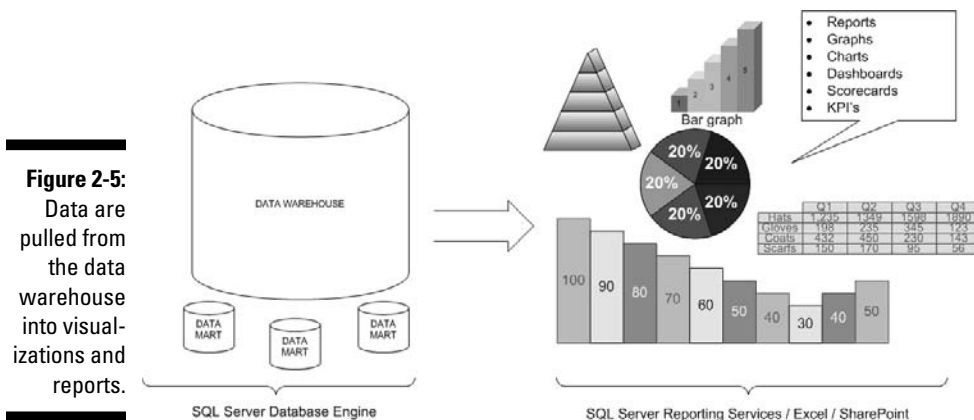 Figure 2-5:
Data are
pulled from
the data
warehouse
into visual-
izations and
reports.
DATA WAREHOUSE
DATA
MART
DATA
MART
DATA
MART
SQL Server Database Engine
1
2
3
4
5
Bar graph
20%
20%
20%
20%
20%
• Reports
• Graphs
• Charts
• Dashboards
• Scorecards
• KPI's
Q1 Q2 Q3 Q4
Hats 1,235 1349 1598 1890
Gloves 198 235 345 123
Coats 432 450 230 143
Scarfs 150 170 95 56
100
90
80
70
60
50
40
30
40
50
SQL Server Reporting Services / Excel / SharePoint